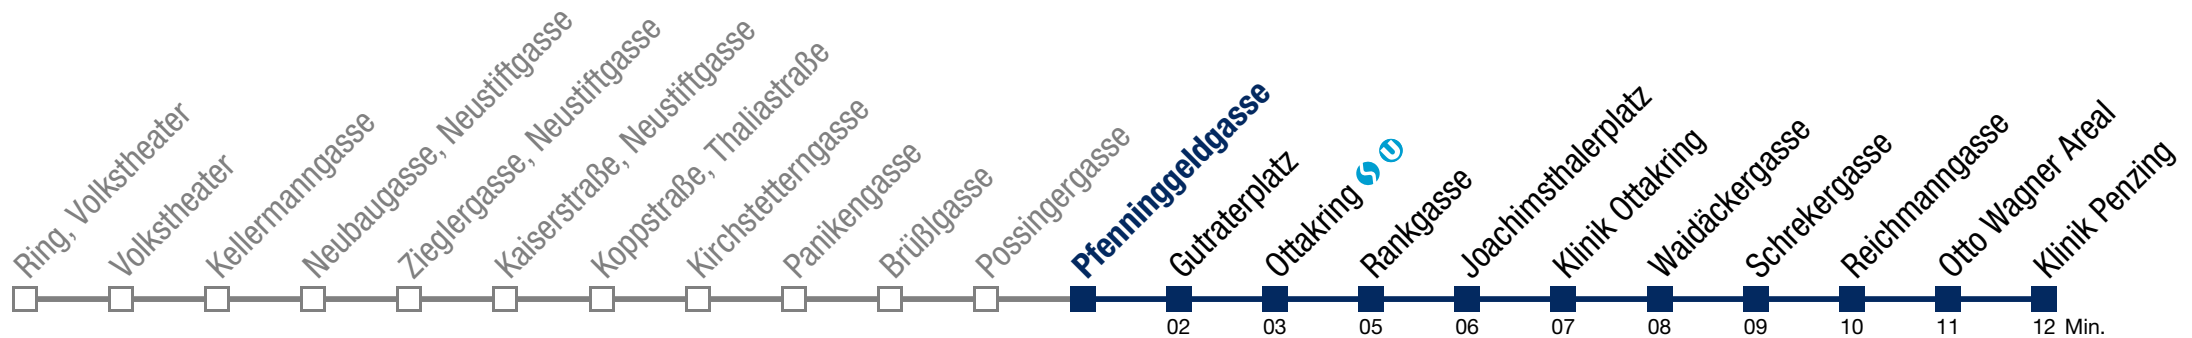 Ring, Volkstheater
Volkstheater
Kellermanngasse
Neubaugasse, Neustiftgasse
Zieglergasse, Neustiftgasse
Kaiserstraße, Neustiftgasse
Koppstraße, Thaliastraße
Kirchstetterngasse
Panikengasse
Brüßlgasse
Possingergasse
Pfenninggeldgasse
Gutraterplatz
Ottakring S U
Rankgasse
Joachimsthalerplatz
Klinik Ottakring
Waidäckergasse
Schrekergasse
Reichmanngasse
Otto Wagner Areal
Klinik Penzing
02 03 05 06 07 08 09 10 11 12 Min.